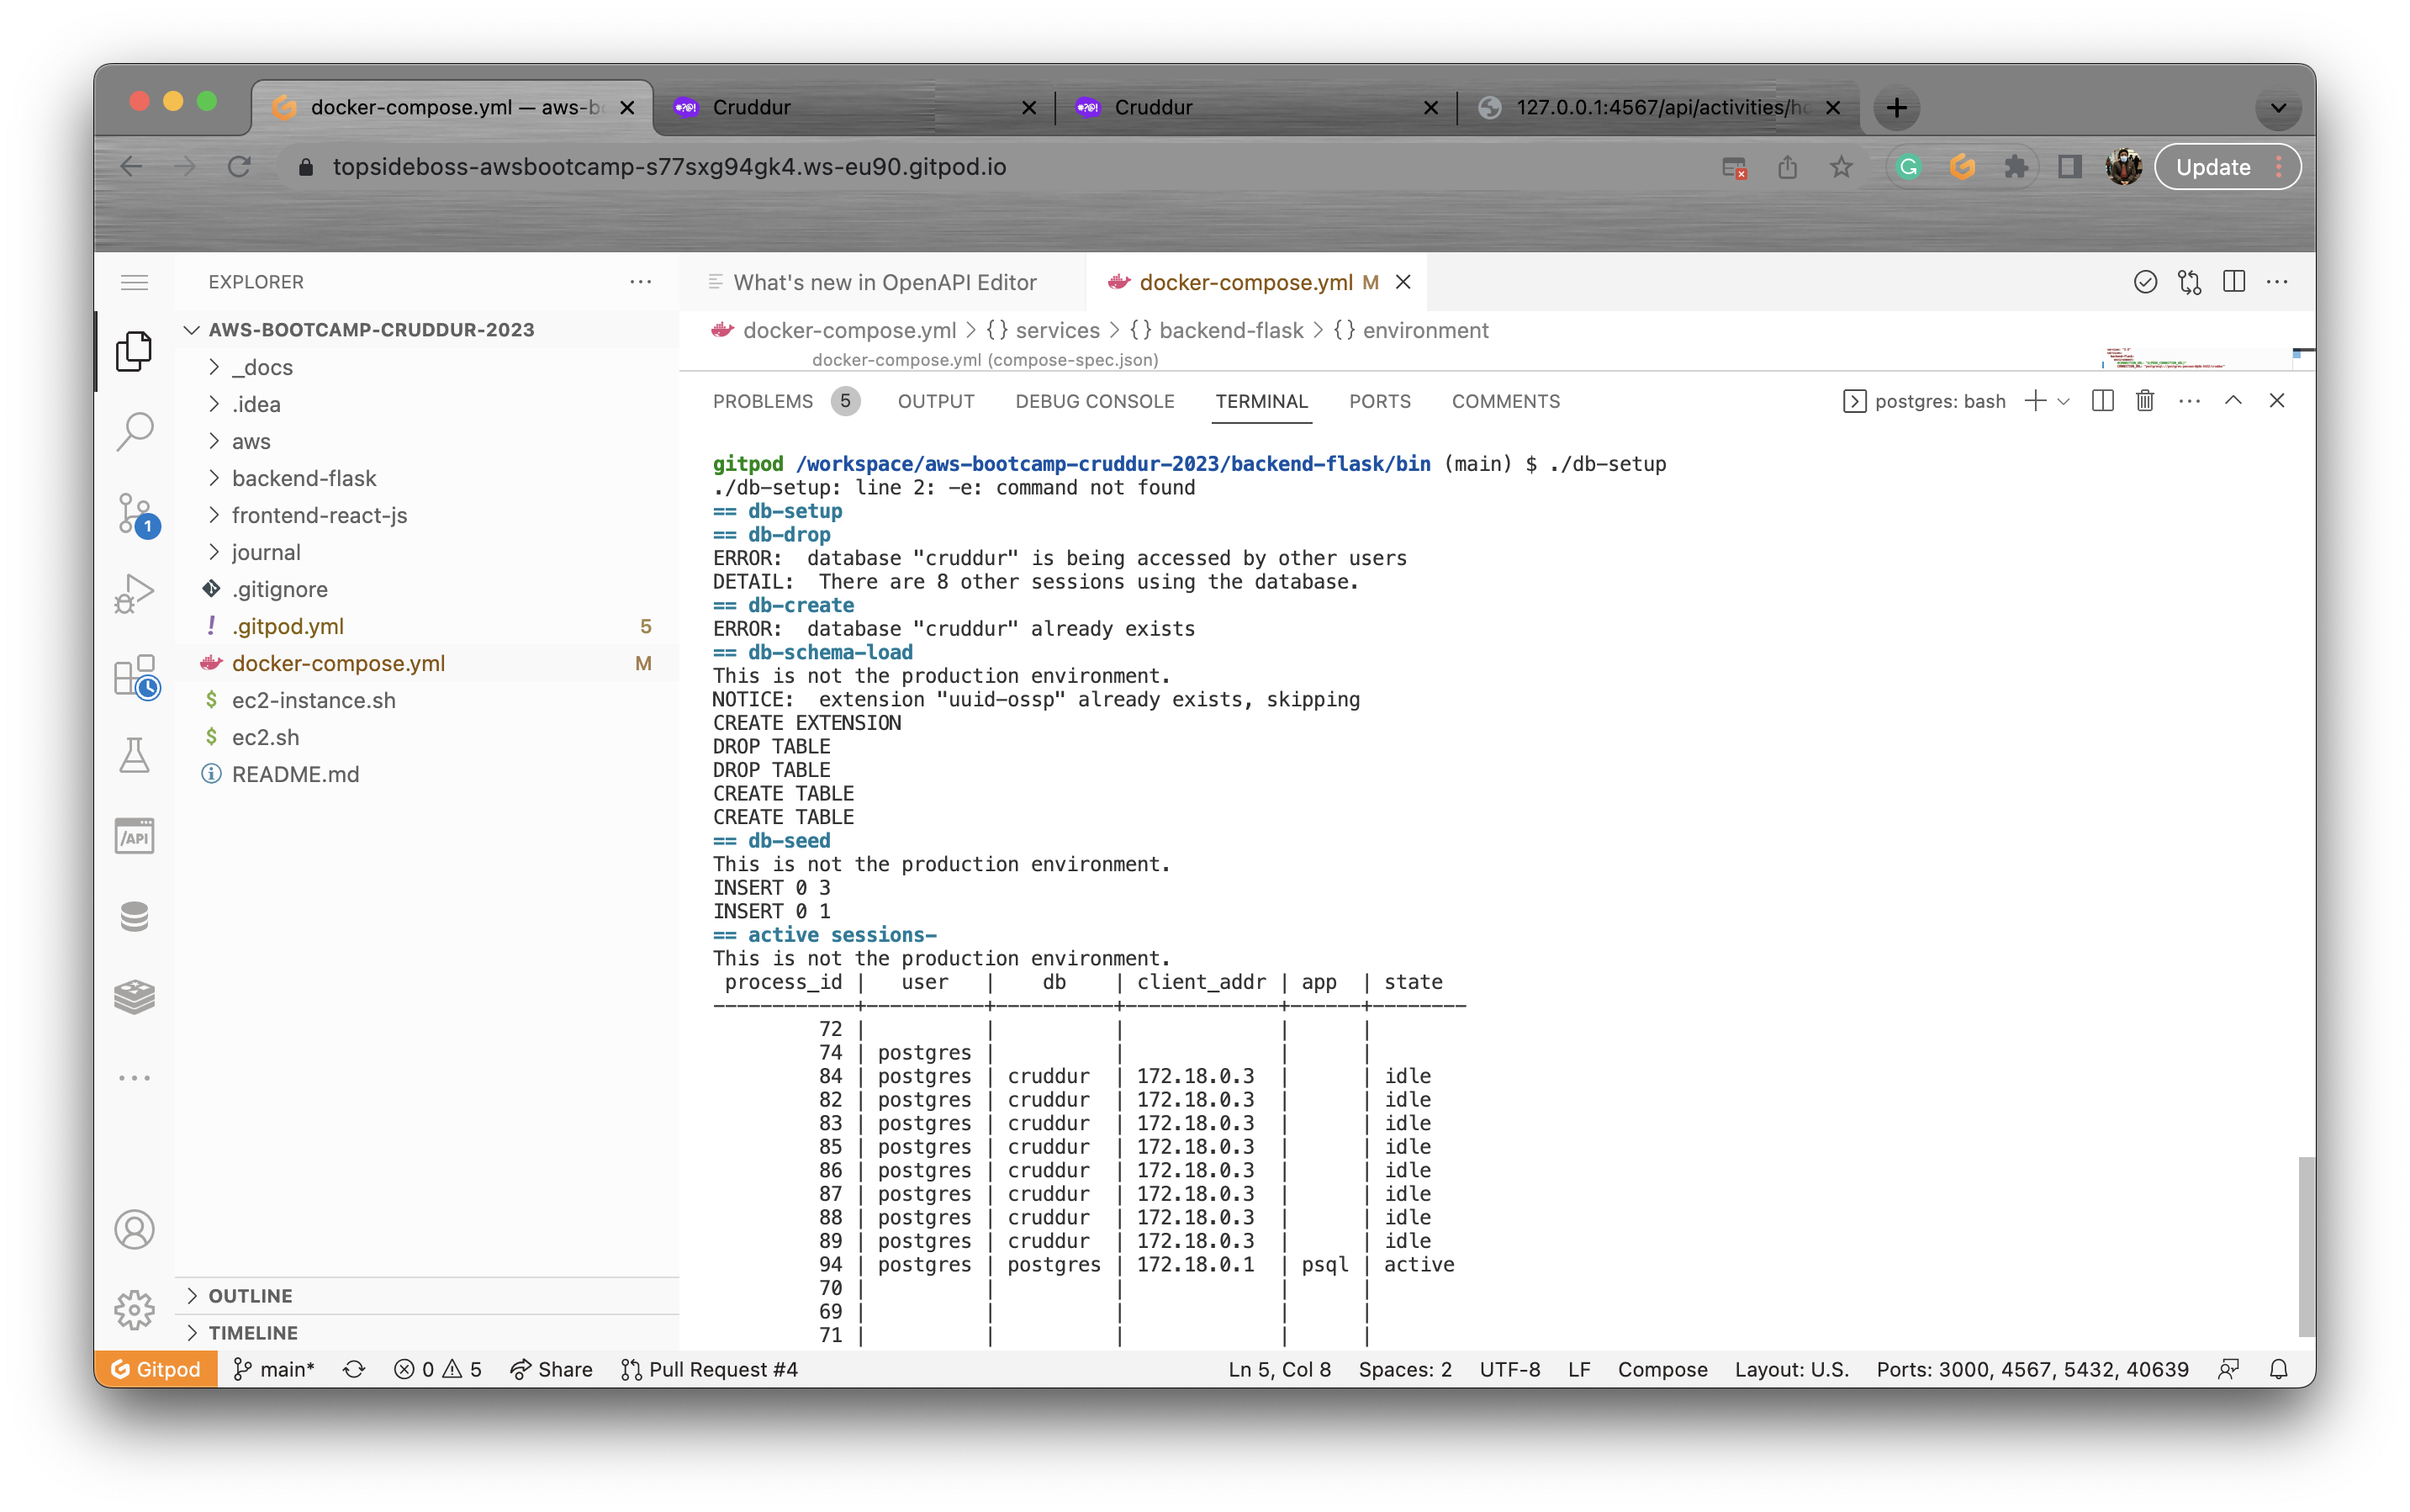 docker-compose.yml — aws-b
Cruddur
Cruddur
127.0.0.1:4567/api/activities/ho
topsideboss-awsbootcamp-s77sxg94gk4.ws-eu90.gitpod.io
Update
EXPLORER
What's new in OpenAPI Editor
docker-compose.yml M
AWS-BOOTCAMP-CRUDDUR-2023
docker-compose.yml > {} services > {} backend-flask > {} environment
docker-compose.yml (compose-spec.json)
_docs
.idea
aws
backend-flask
frontend-react-js
journal
.gitignore
.gitpod.yml 5
docker-compose.yml M
ec2-instance.sh
ec2.sh
README.md
1
/API
OUTLINE
TIMELINE
PROBLEMS 5 OUTPUT DEBUG CONSOLE TERMINAL PORTS COMMENTS
postgres: bash
gitpod /workspace/aws-bootcamp-cruddur-2023/backend-flask/bin (main) $ ./db-setup
./db-setup: line 2: -e: command not found
== db-setup
== db-drop
ERROR:  database "cruddur" is being accessed by other users
DETAIL:  There are 8 other sessions using the database.
== db-create
ERROR:  database "cruddur" already exists
== db-schema-load
This is not the production environment.
NOTICE:  extension "uuid-ossp" already exists, skipping
CREATE EXTENSION
DROP TABLE
DROP TABLE
CREATE TABLE
CREATE TABLE
== db-seed
This is not the production environment.
INSERT 0 3
INSERT 0 1
== active sessions-
This is not the production environment.
process_id | user | db | client_addr | app | state
------------+----------+----------+-------------+------+--------
72 | | | | |
74 | postgres | | | |
84 | postgres | cruddur | 172.18.0.3 | | idle
82 | postgres | cruddur | 172.18.0.3 | | idle
83 | postgres | cruddur | 172.18.0.3 | | idle
85 | postgres | cruddur | 172.18.0.3 | | idle
86 | postgres | cruddur | 172.18.0.3 | | idle
87 | postgres | cruddur | 172.18.0.3 | | idle
88 | postgres | cruddur | 172.18.0.3 | | idle
89 | postgres | cruddur | 172.18.0.3 | | idle
94 | postgres | postgres | 172.18.0.1 | psql | active
70 | | | | |
69 | | | | |
71 | | | | |
Gitpod main* 0 5 Share Pull Request #4 Ln 5, Col 8 Spaces: 2 UTF-8 LF Compose Layout: U.S. Ports: 3000, 4567, 5432, 40639